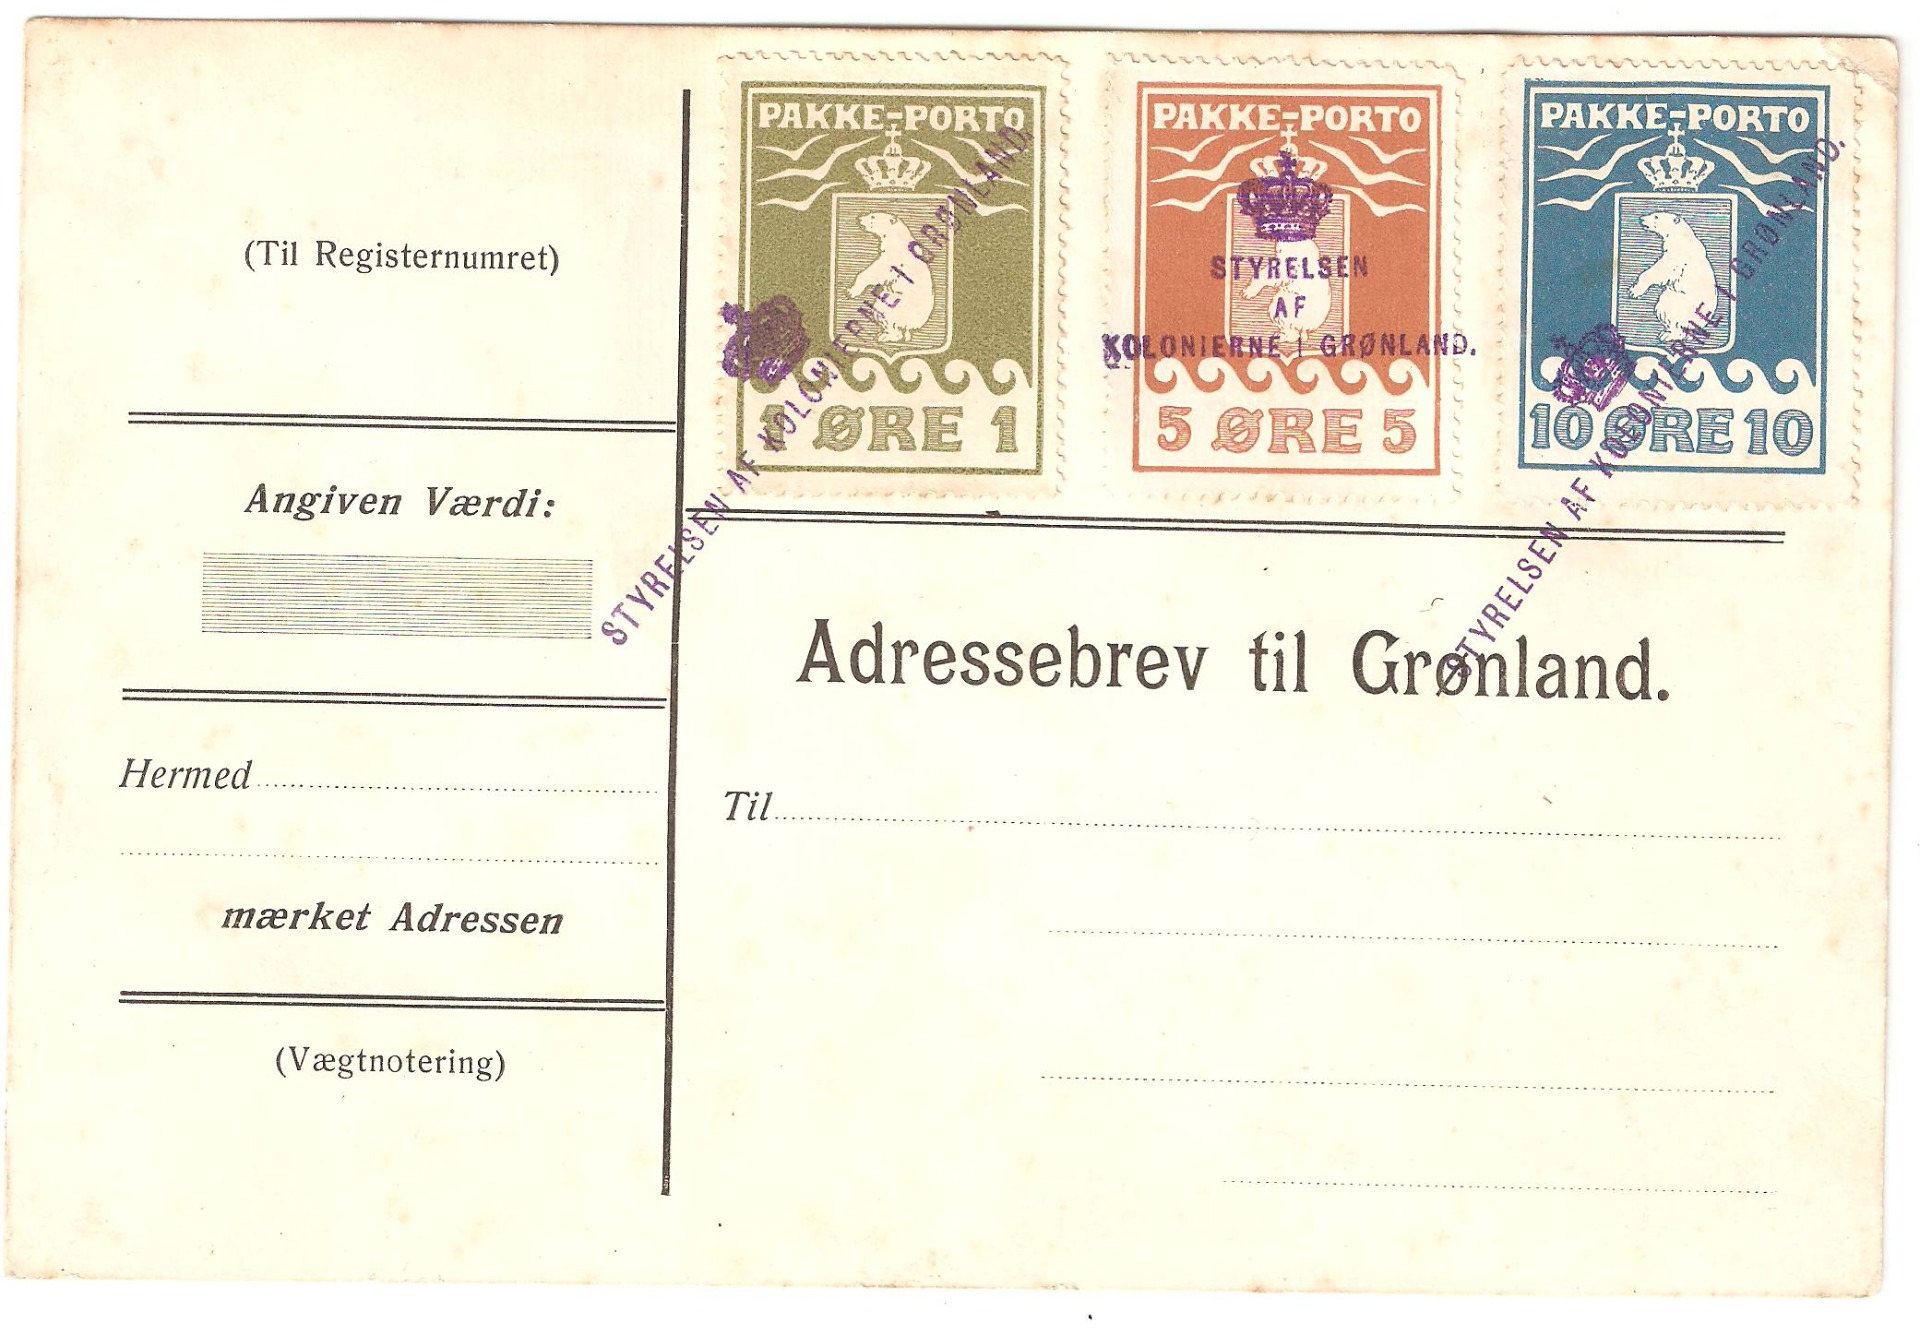 PAKKE-PORTO
1 ØRE 1
STYRELSEN AF KOLONIERNE I GRØNLAND.
PAKKE-PORTO
5 ØRE 5
STYRELSEN
AF
KOLONIERNE I GRØNLAND.
PAKKE-PORTO
10 ØRE 10
STYRELSEN AF KOLONIERNE I GRØNLAND.
(Til Registernumret)
Angiven Værdi:
Hermed
mærket Adressen
(Vægtnotering)
Adressebrev til Grønland.
Til